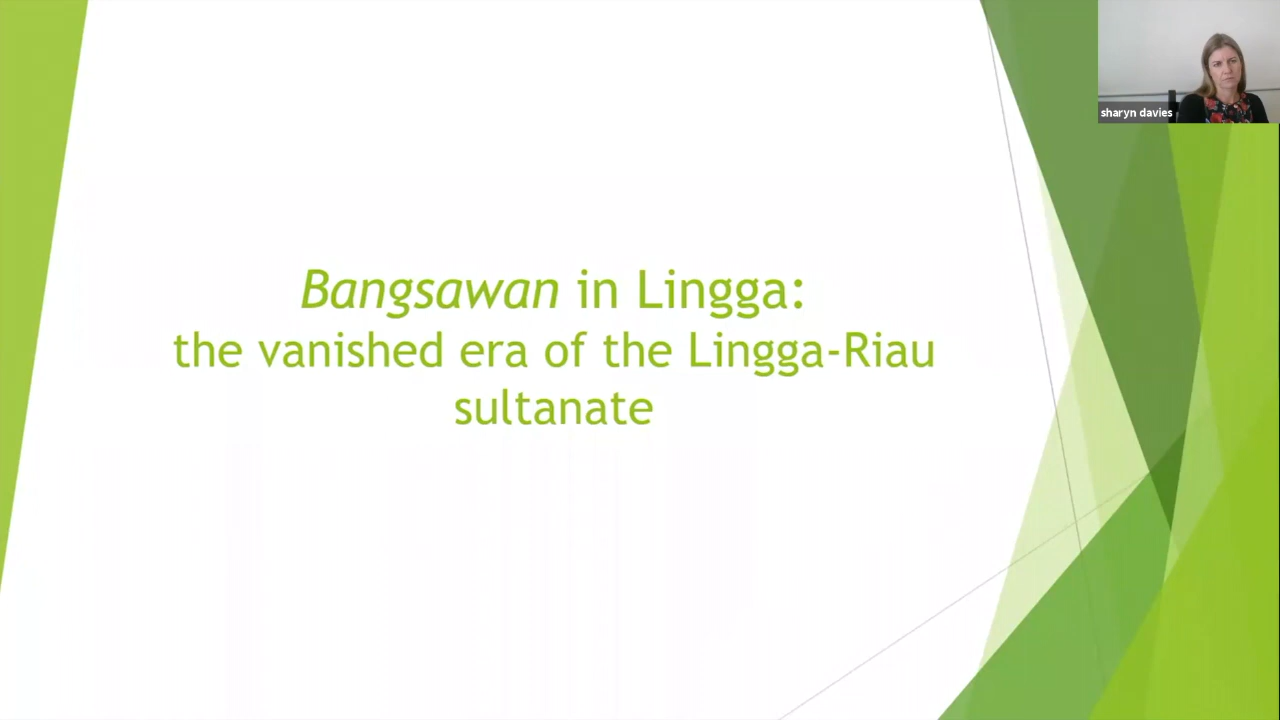 sharyn davies
Bangsawan in Lingga:
the vanished era of the Lingga-Riau
sultanate